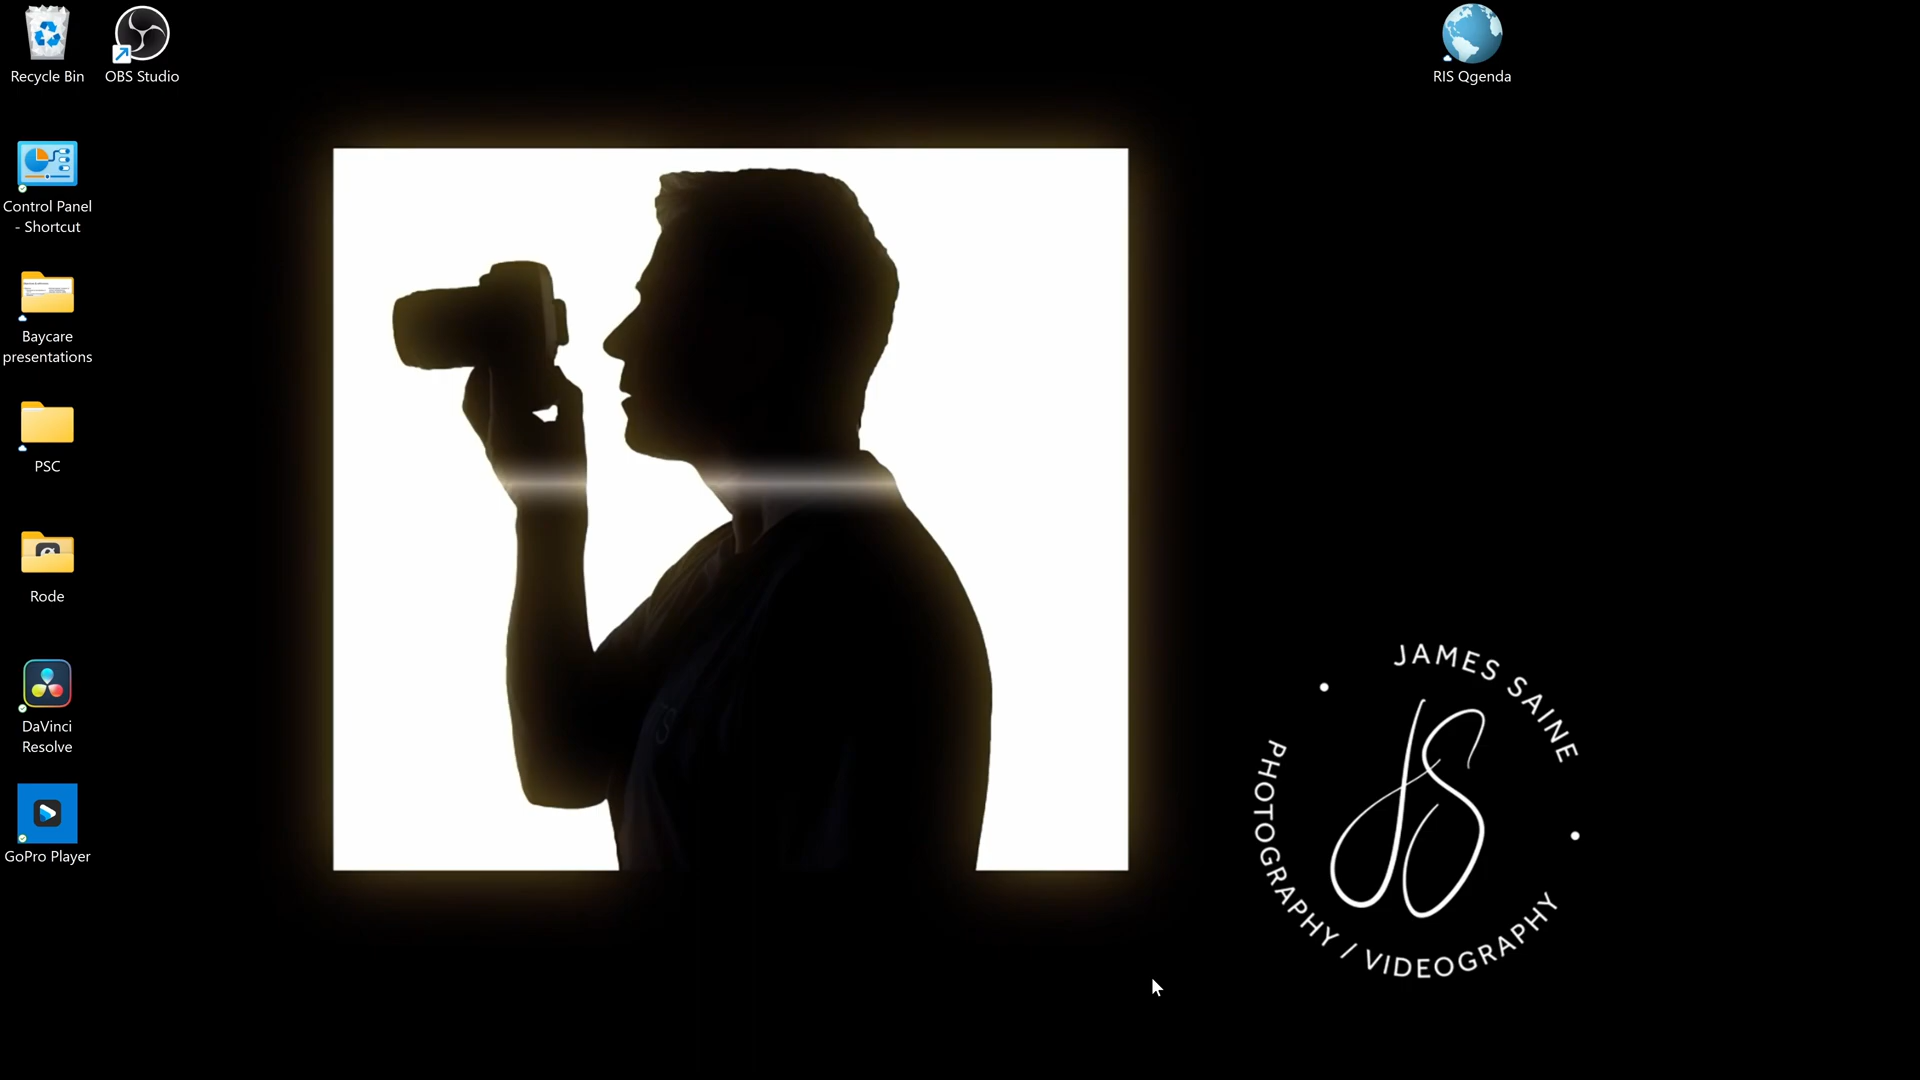 Recycle Bin
OBS Studio
RIS Qgenda
Control Panel
- Shortcut
Baycare
presentations
PSC
Rode
DaVinci
Resolve
GoPro Player
JAMES SAINE
PHOTOGRAPHY / VIDEOGRAPHY
JS